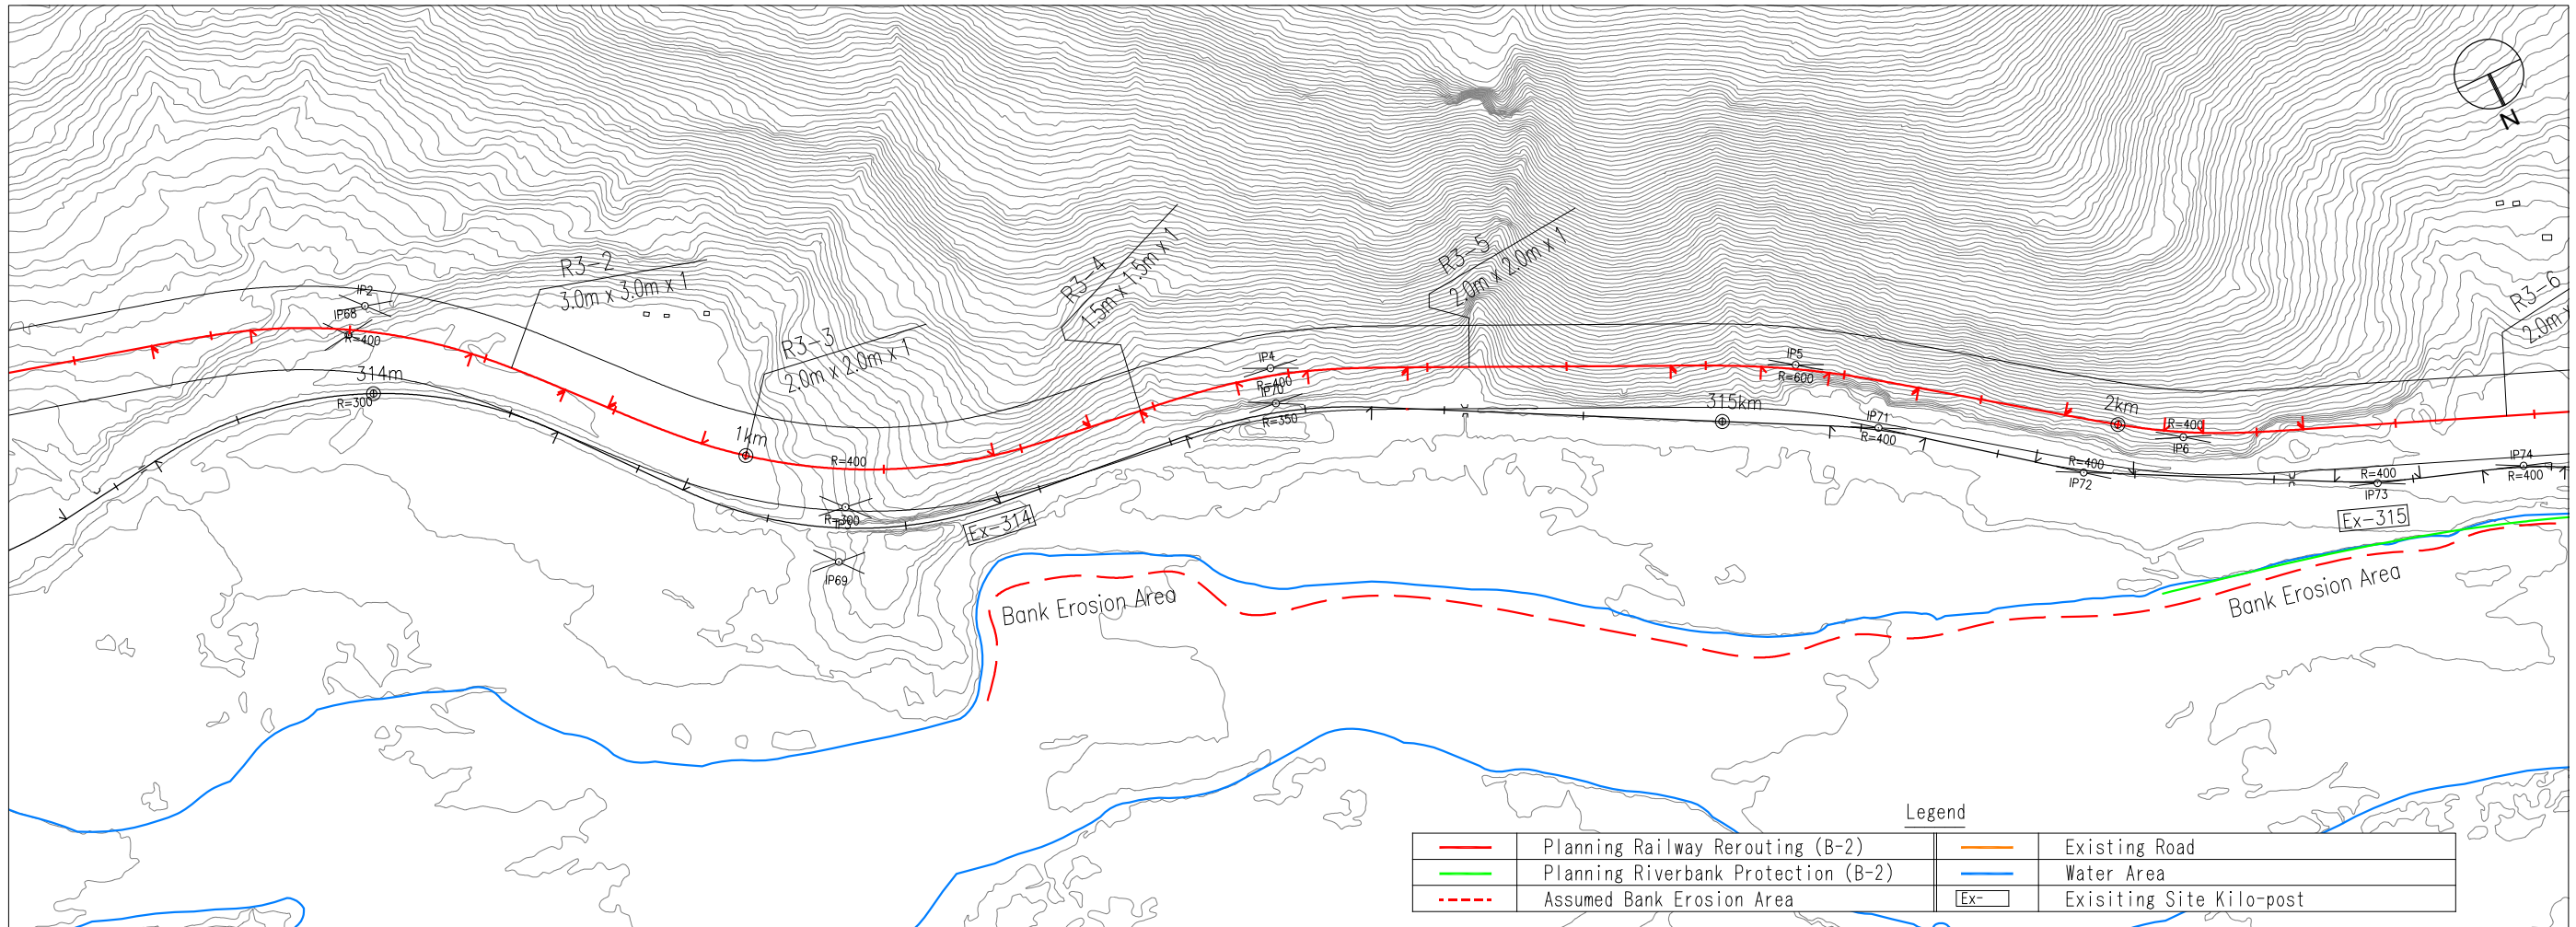 N
R3-2
3.0m x 3.0m x 1
R3-3
2.0m x 2.0m x 1
R3-4
1.5m x 1.5m x 1
R3-5
2.0m x 2.0m x 1
R3-6
2.0m
IP2
IP68
R=400
314m
R=300
1km
R=400
R=300
IP3
IP69
Ex-314
IP4
R=400
IP70
R=350
315km
IP5
R=600
IP71
R=400
2km
R=400
IP6
R=400
IP72
R=400
IP73
IP74
R=400
Ex-315
Bank Erosion Area
Bank Erosion Area
Legend
Planning Railway Rerouting (B-2)
Existing Road
Planning Riverbank Protection (B-2)
Water Area
Assumed Bank Erosion Area
Ex-
Exisiting Site Kilo-post